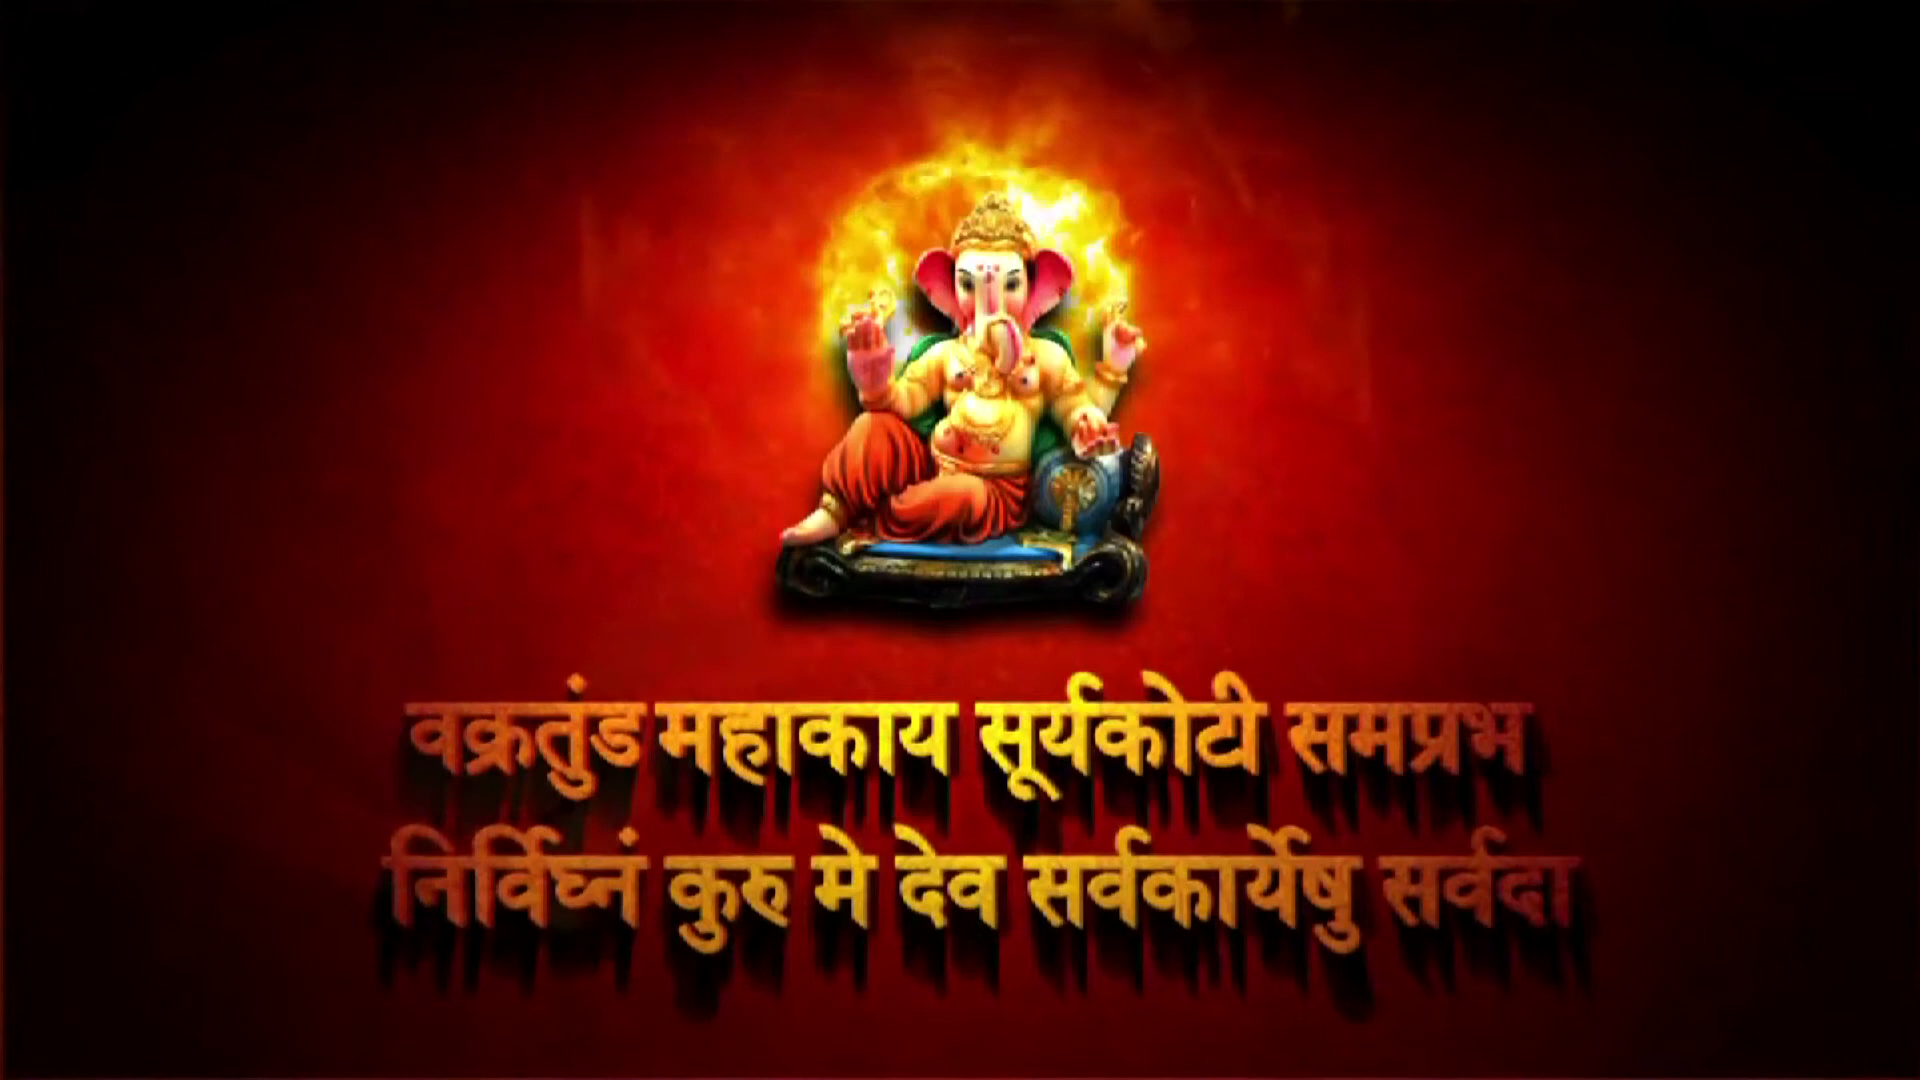 वक्रतुंड महाकाय सूर्यकोटी समप्रभ
निर्विघ्नं कुरु मे देव सर्वकार्येषु सर्वदा